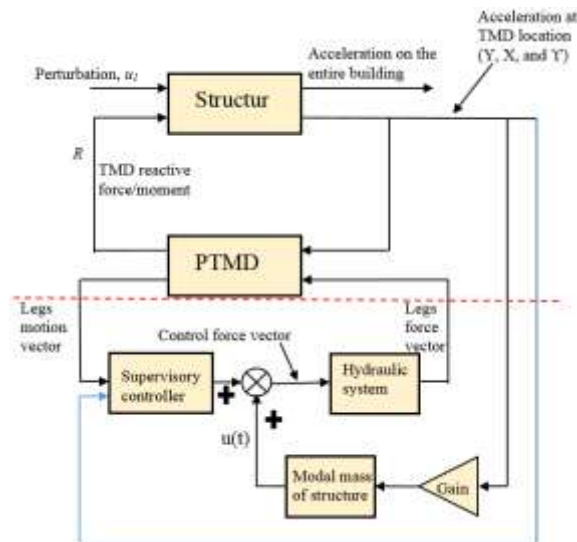 Acceleration at
TMD location
(Y, X, and ϒ)
Acceleration on the
entire building
Perturbation, u₁
Structur
R
TMD reactive
force/moment
PTMD
Legs
motion
vector
Control force vector
Legs
force
vector
Supervisory
controller
Hydraulic
system
+
+
u(t)
Modal mass
of structure
Gain